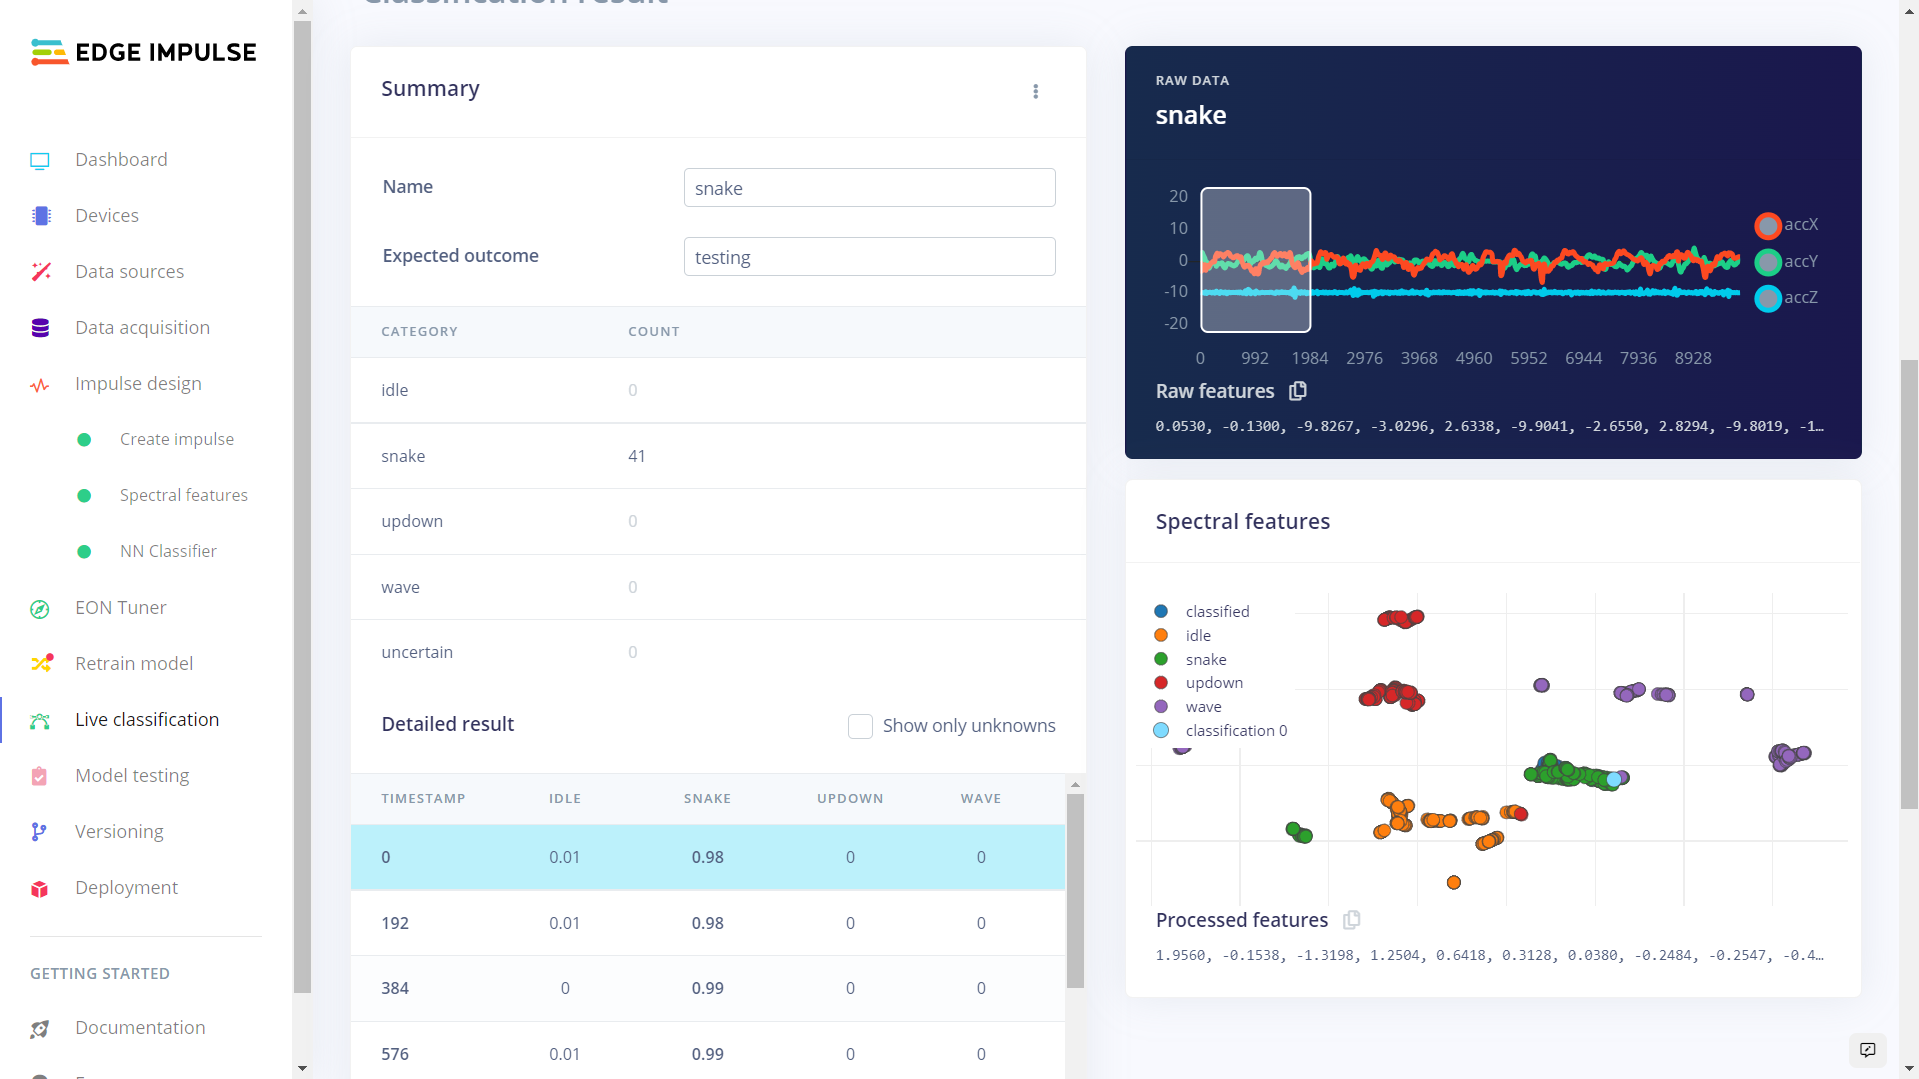 Classification result
EDGE IMPULSE
Dashboard
Devices
Data sources
Data acquisition
Impulse design
Create impulse
Spectral features
NN Classifier
EON Tuner
Retrain model
Live classification
Model testing
Versioning
Deployment
GETTING STARTED
Documentation
Summary
Name snake
Expected outcome testing
CATEGORY COUNT
idle 0
snake 41
updown 0
wave 0
uncertain 0
Detailed result Show only unknowns
TIMESTAMP IDLE SNAKE UPDOWN WAVE
0 0.01 0.98 0 0
192 0.01 0.98 0 0
384 0 0.99 0 0
576 0.01 0.99 0 0
RAW DATA
snake
20
10
0
-10
-20
accX
accY
accZ
0 992 1984 2976 3968 4960 5952 6944 7936 8928
Raw features
0.0530, -0.1300, -9.8267, -3.0296, 2.6338, -9.9041, -2.6550, 2.8294, -9.8019, -1…
Spectral features
classified
idle
snake
updown
wave
classification 0
Processed features
1.9560, -0.1538, -1.3198, 1.2504, 0.6418, 0.3128, 0.0380, -0.2484, -0.2547, -0.4…